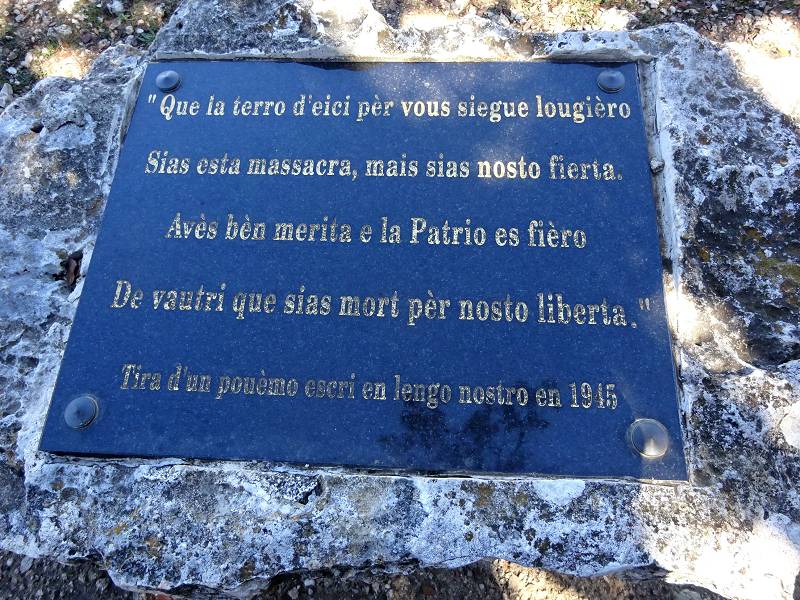 "Que la terro d'eici pèr vous siegue lougièro
Sias esta massacra, mais sias nosto fierta.
Avès bèn merita e la Patrio es fièro
De vautri que sias mort pèr nosto liberta."
Tira d'un pouèmo escri en lengo nostro en 1945